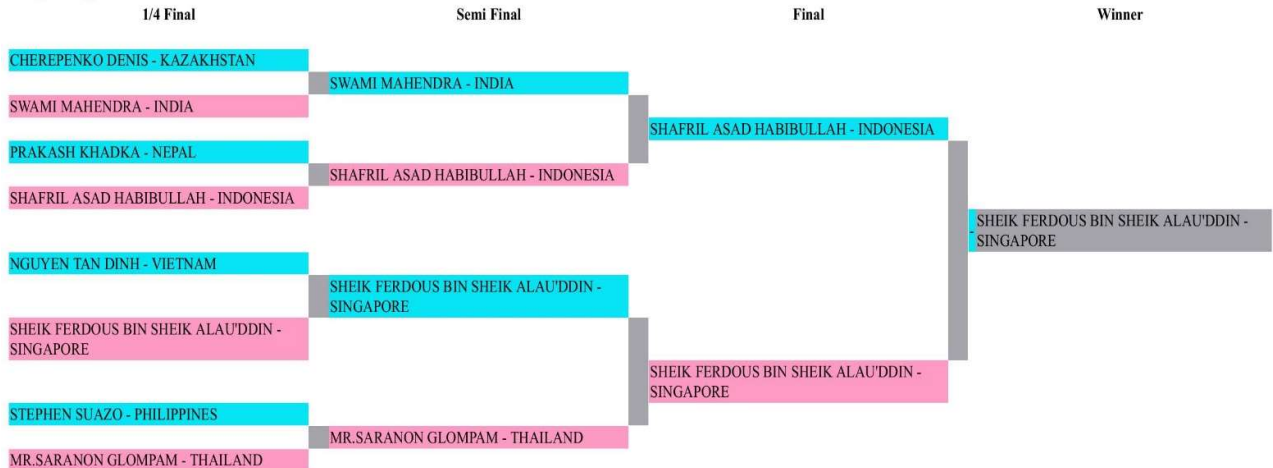 1/4 Final
Semi Final
Final
Winner
CHEREPENKO DENIS - KAZAKHSTAN
SWAMI MAHENDRA - INDIA
PRAKASH KHADKA - NEPAL
SHAFRIL ASAD HABIBULLAH - INDONESIA
NGUYEN TAN DINH - VIETNAM
SHEIK FERDOUS BIN SHEIK ALAU'DDIN -
SINGAPORE
STEPHEN SUAZO - PHILIPPINES
MR.SARANON GLOMPAM - THAILAND
SWAMI MAHENDRA - INDIA
SHAFRIL ASAD HABIBULLAH - INDONESIA
SHEIK FERDOUS BIN SHEIK ALAU'DDIN -
SINGAPORE
MR.SARANON GLOMPAM - THAILAND
SHAFRIL ASAD HABIBULLAH - INDONESIA
SHEIK FERDOUS BIN SHEIK ALAU'DDIN -
SINGAPORE
-
SHEIK FERDOUS BIN SHEIK ALAU'DDIN -
SINGAPORE